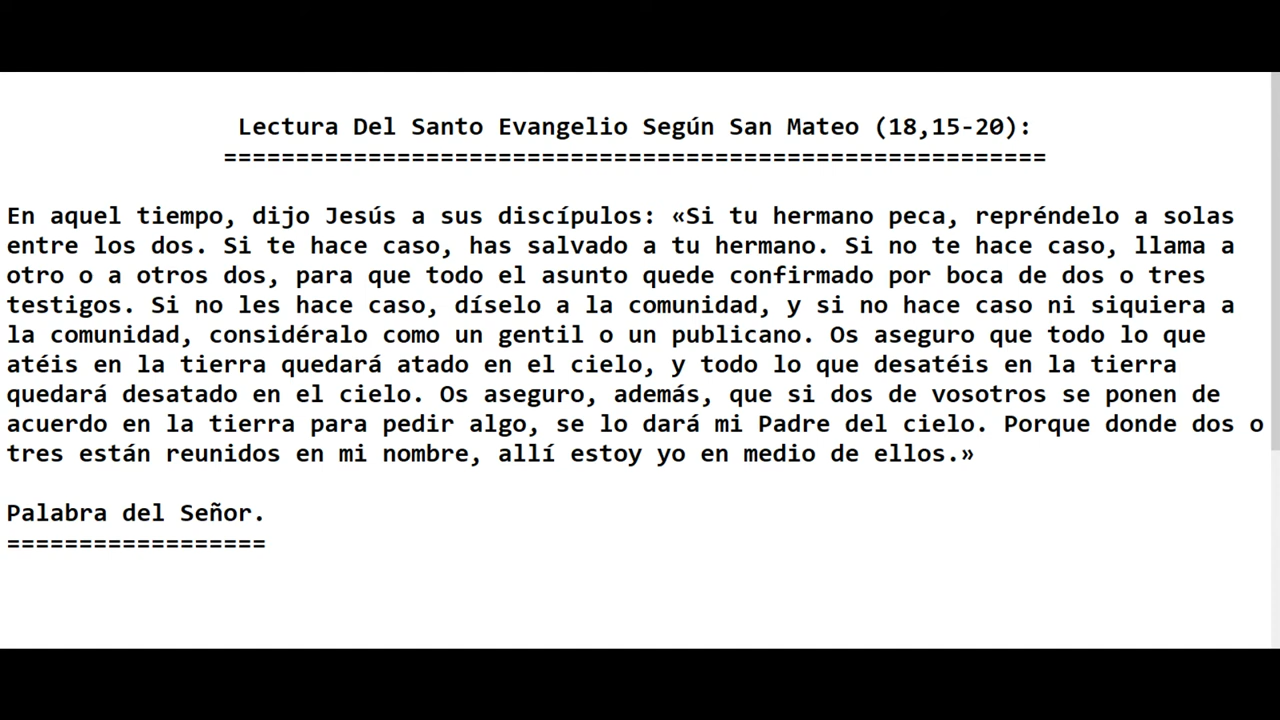 Lectura Del Santo Evangelio Según San Mateo (18,15-20):
=========================================================
En aquel tiempo, dijo Jesús a sus discípulos: «Si tu hermano peca, repréndelo a solas
entre los dos. Si te hace caso, has salvado a tu hermano. Si no te hace caso, llama a
otro o a otros dos, para que todo el asunto quede confirmado por boca de dos o tres
testigos. Si no les hace caso, díselo a la comunidad, y si no hace caso ni siquiera a
la comunidad, considéralo como un gentil o un publicano. Os aseguro que todo lo que
atéis en la tierra quedará atado en el cielo, y todo lo que desatéis en la tierra
quedará desatado en el cielo. Os aseguro, además, que si dos de vosotros se ponen de
acuerdo en la tierra para pedir algo, se lo dará mi Padre del cielo. Porque donde dos o
tres están reunidos en mi nombre, allí estoy yo en medio de ellos.»
Palabra del Señor.
==================